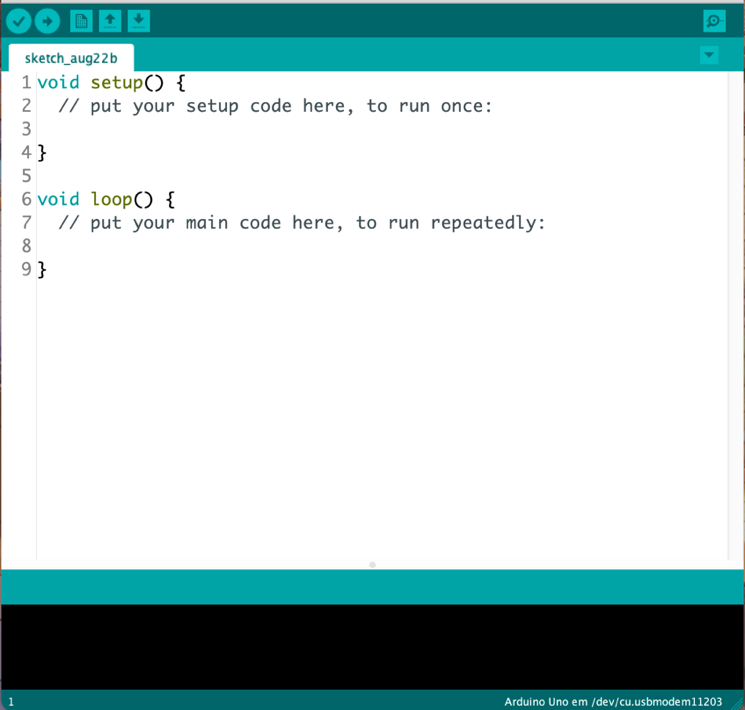 sketch_aug22b
1 void setup() {
2   // put your setup code here, to run once:
3
4 }
5
6 void loop() {
7   // put your main code here, to run repeatedly:
8
9 }
1
Arduino Uno em /dev/cu.usbmodem11203